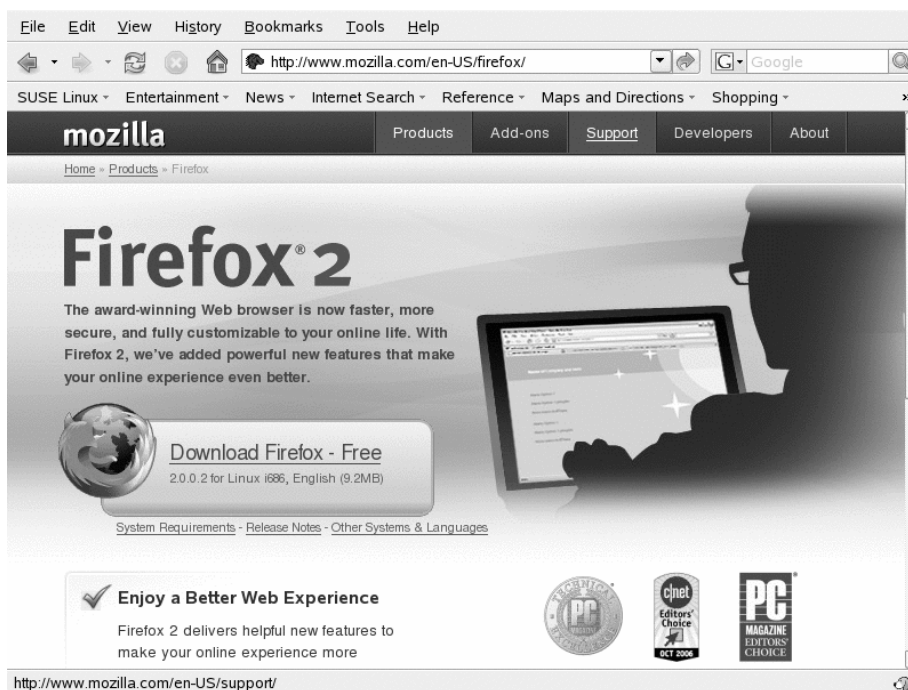 File Edit View History Bookmarks Tools Help
http://www.mozilla.com/en-US/firefox/
G Google
SUSE Linux Entertainment News Internet Search Reference Maps and Directions Shopping »
mozilla Products Add-ons Support Developers About
Home » Products » Firefox
Firefox® 2
The award-winning Web browser is now faster, more
secure, and fully customizable to your online life. With
Firefox 2, we've added powerful new features that make
your online experience even better.
Download Firefox - Free
2.0.0.2 for Linux i686, English (9.2MB)
System Requirements - Release Notes - Other Systems & Languages
Enjoy a Better Web Experience
Firefox 2 delivers helpful new features to
make your online experience more
TECHNICAL
PC
EXCELLENCE
c|net
Editors'
Choice
OCT 2006
PC
MAGAZINE
EDITORS'
CHOICE
http://www.mozilla.com/en-US/support/